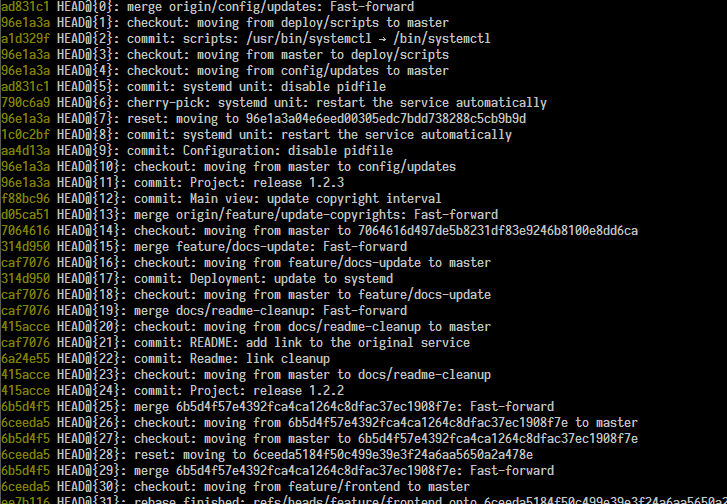 ad831c1 HEAD@{0}: merge origin/config/updates: Fast-forward
96e1a3a HEAD@{1}: checkout: moving from deploy/scripts to master
a1d329f HEAD@{2}: commit: scripts: /usr/bin/systemctl → /bin/systemctl
96e1a3a HEAD@{3}: checkout: moving from master to deploy/scripts
96e1a3a HEAD@{4}: checkout: moving from config/updates to master
ad831c1 HEAD@{5}: commit: systemd unit: disable pidfile
790c6a9 HEAD@{6}: cherry-pick: systemd unit: restart the service automatically
96e1a3a HEAD@{7}: reset: moving to 96e1a3a04e6eed00305edc7bdd738288c5cb9b9d
1c0c2bf HEAD@{8}: commit: systemd unit: restart the service automatically
aa4d13a HEAD@{9}: commit: Configuration: disable pidfile
96e1a3a HEAD@{10}: checkout: moving from master to config/updates
96e1a3a HEAD@{11}: commit: Project: release 1.2.3
f88bc96 HEAD@{12}: commit: Main view: update copyright interval
d05ca51 HEAD@{13}: merge origin/feature/update-copyrights: Fast-forward
7064616 HEAD@{14}: checkout: moving from master to 7064616d497de5b8231df83e9246b8100e8dd6ca
314d950 HEAD@{15}: merge feature/docs-update: Fast-forward
caf7076 HEAD@{16}: checkout: moving from feature/docs-update to master
314d950 HEAD@{17}: commit: Deployment: update to systemd
caf7076 HEAD@{18}: checkout: moving from master to feature/docs-update
caf7076 HEAD@{19}: merge docs/readme-cleanup: Fast-forward
415acce HEAD@{20}: checkout: moving from docs/readme-cleanup to master
caf7076 HEAD@{21}: commit: README: add link to the original service
6a24e55 HEAD@{22}: commit: Readme: link cleanup
415acce HEAD@{23}: checkout: moving from master to docs/readme-cleanup
415acce HEAD@{24}: commit: Project: release 1.2.2
6b5d4f5 HEAD@{25}: merge 6b5d4f57e4392fca4ca1264c8dfac37ec1908f7e: Fast-forward
6ceeda5 HEAD@{26}: checkout: moving from 6b5d4f57e4392fca4ca1264c8dfac37ec1908f7e to master
6b5d4f5 HEAD@{27}: checkout: moving from master to 6b5d4f57e4392fca4ca1264c8dfac37ec1908f7e
6ceeda5 HEAD@{28}: reset: moving to 6ceeda5184f50c499e39e3f24a6aa5650a2a478e
6b5d4f5 HEAD@{29}: merge 6b5d4f57e4392fca4ca1264c8dfac37ec1908f7e: Fast-forward
6ceeda5 HEAD@{30}: checkout: moving from feature/frontend to master
ee7b116 HEAD@{31}: rebase finished: refs/heads/feature/frontend onto